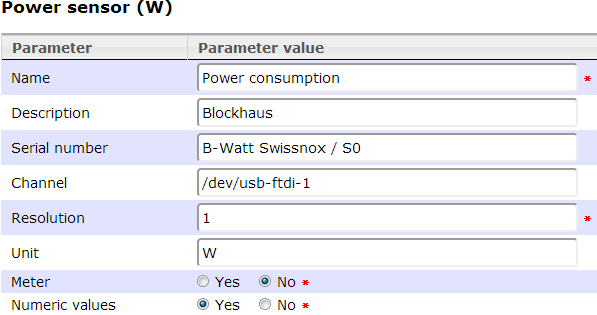 Power sensor (W)
Parameter Parameter value
Name Power consumption *
Description Blockhaus
Serial number B-Watt Swissnox / S0
Channel /dev/usb-ftdi-1
Resolution 1 *
Unit W
Meter Yes No *
Numeric values Yes No *